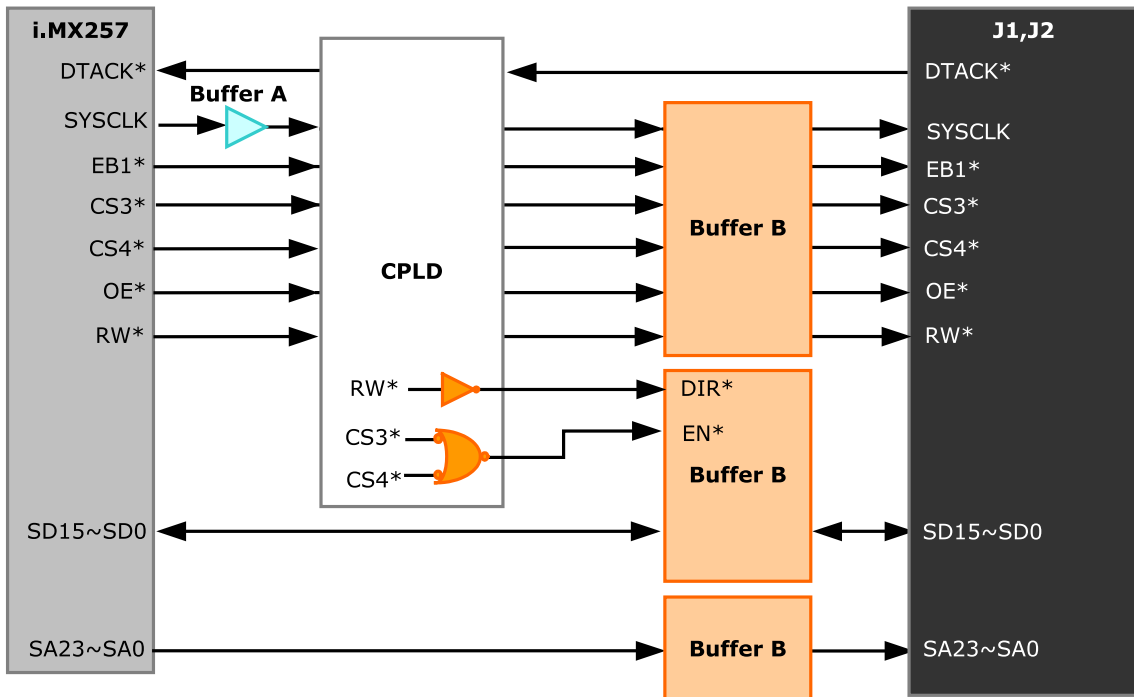 i.MX257
J1,J2
DTACK*
DTACK*
Buffer A
SYSCLK
SYSCLK
EB1*
EB1*
CS3*
CS3*
Buffer B
CS4*
CS4*
CPLD
OE*
OE*
RW*
RW*
RW*
DIR*
CS3*
EN*
CS4*
Buffer B
SD15~SD0
SD15~SD0
SA23~SA0
Buffer B
SA23~SA0